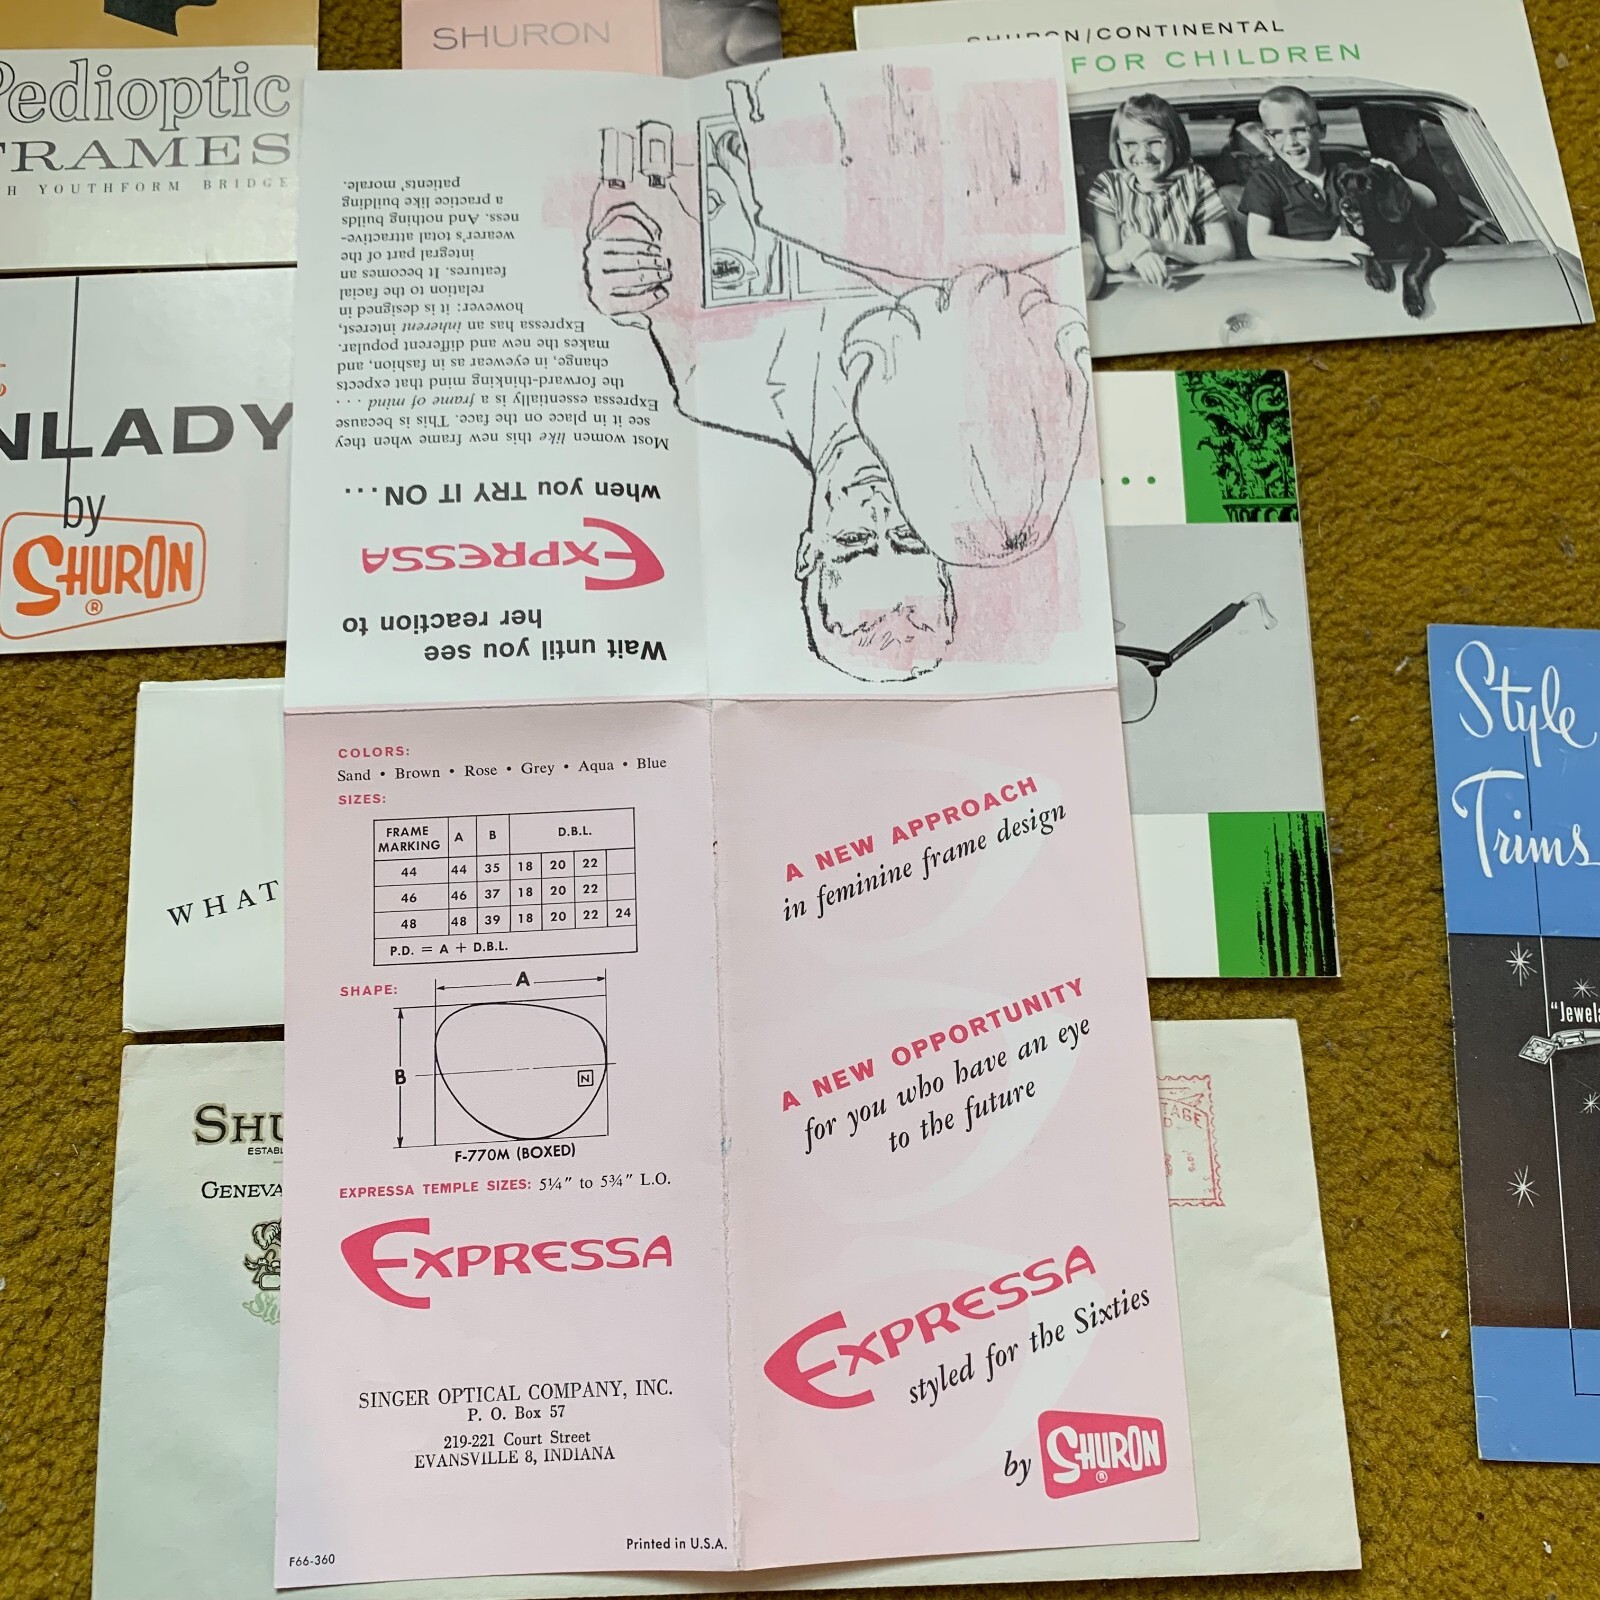 Pedioptic
FRAMES
YOUTHFORM BRIDGE
SHURON
SHURON/CONTINENTAL
FOR CHILDREN
by
SHURON
®
Wait until you see
her reaction to
EXPRESSA
when you TRY IT ON...
Most women like this new frame when they
see it in place on the face. This is because
Expressa essentially is a frame of mind . . .
the forward-thinking mind that expects
change, in eyewear as in fashion, and
makes the new and different popular.
Expressa has an inherent interest,
however: it is designed in
relation to the facial
features. It becomes an
integral part of the
wearer's total attractive-
ness. And nothing builds
a practice like building
patients' morale.
COLORS:
Sand • Brown • Rose • Grey • Aqua • Blue
SIZES:
FRAME MARKING A B D.B.L.
44 44 35 18 20 22
46 46 37 18 20 22
48 48 39 18 20 22 24
P.D. = A + D.B.L.
SHAPE:
A
B
N
F-770M (BOXED)
EXPRESSA TEMPLE SIZES: 5¼" to 5¾" L.O.
EXPRESSA
SINGER OPTICAL COMPANY, INC.
P. O. Box 57
219-221 Court Street
EVANSVILLE 8, INDIANA
Printed in U.S.A.
F66-360
A NEW APPROACH
in feminine frame design
A NEW OPPORTUNITY
for you who have an eye
to the future
EXPRESSA
styled for the Sixties
by SHURON
®
WHAT
GENEVA
Style
Trims